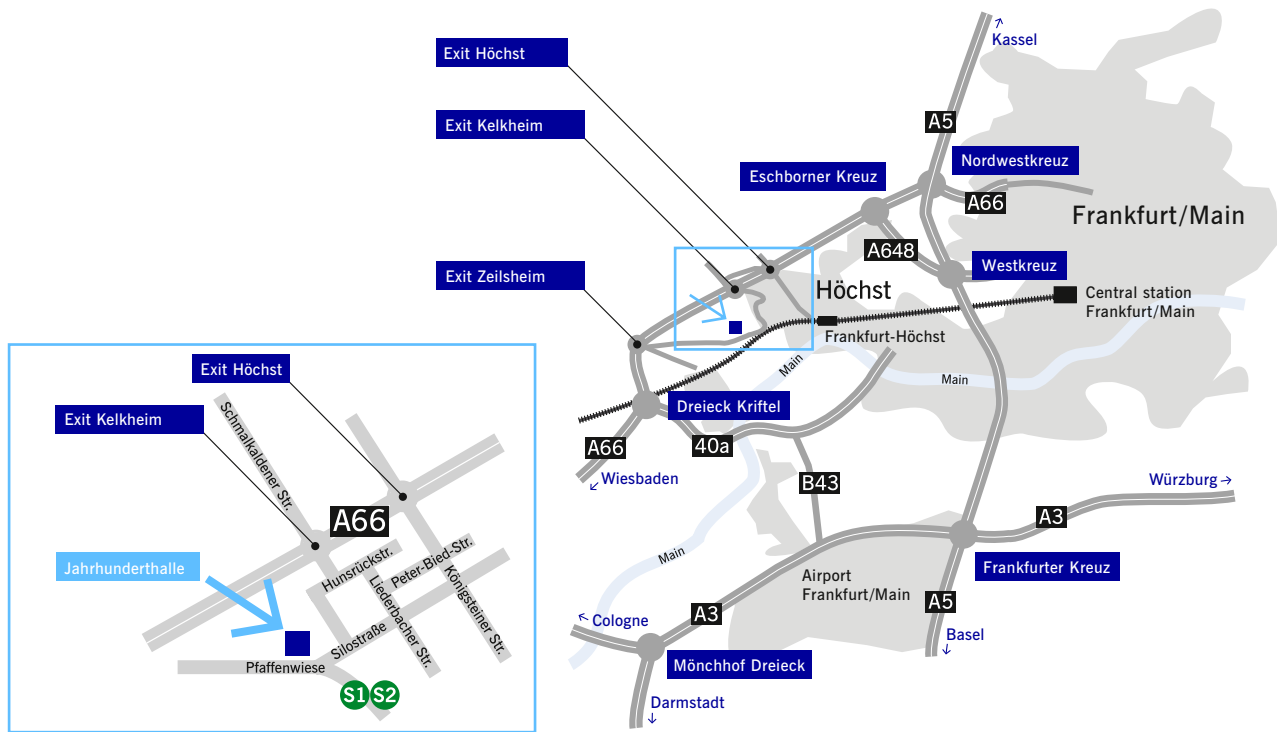 Kassel
Exit Höchst
A5
Exit Kelkheim
Nordwestkreuz
Eschborner Kreuz
A66
Frankfurt/Main
A648
Westkreuz
Exit Zeilsheim
Höchst
Central station
Frankfurt/Main
Frankfurt-Höchst
Main
Main
Dreieck Kriftel
A66
40a
Wiesbaden
B43
Würzburg
A3
Main
Airport
Frankfurt/Main
Frankfurter Kreuz
A3
A5
Cologne
Basel
Mönchhof Dreieck
Darmstadt
Exit Höchst
Exit Kelkheim
Schmalkaldener Str.
A66
Jahrhunderthalle
Hunsrückstr.
Peter-Bied-Str.
Liederbacher Str.
Königsteiner Str.
Silostraße
Pfaffenwiese
S1 S2